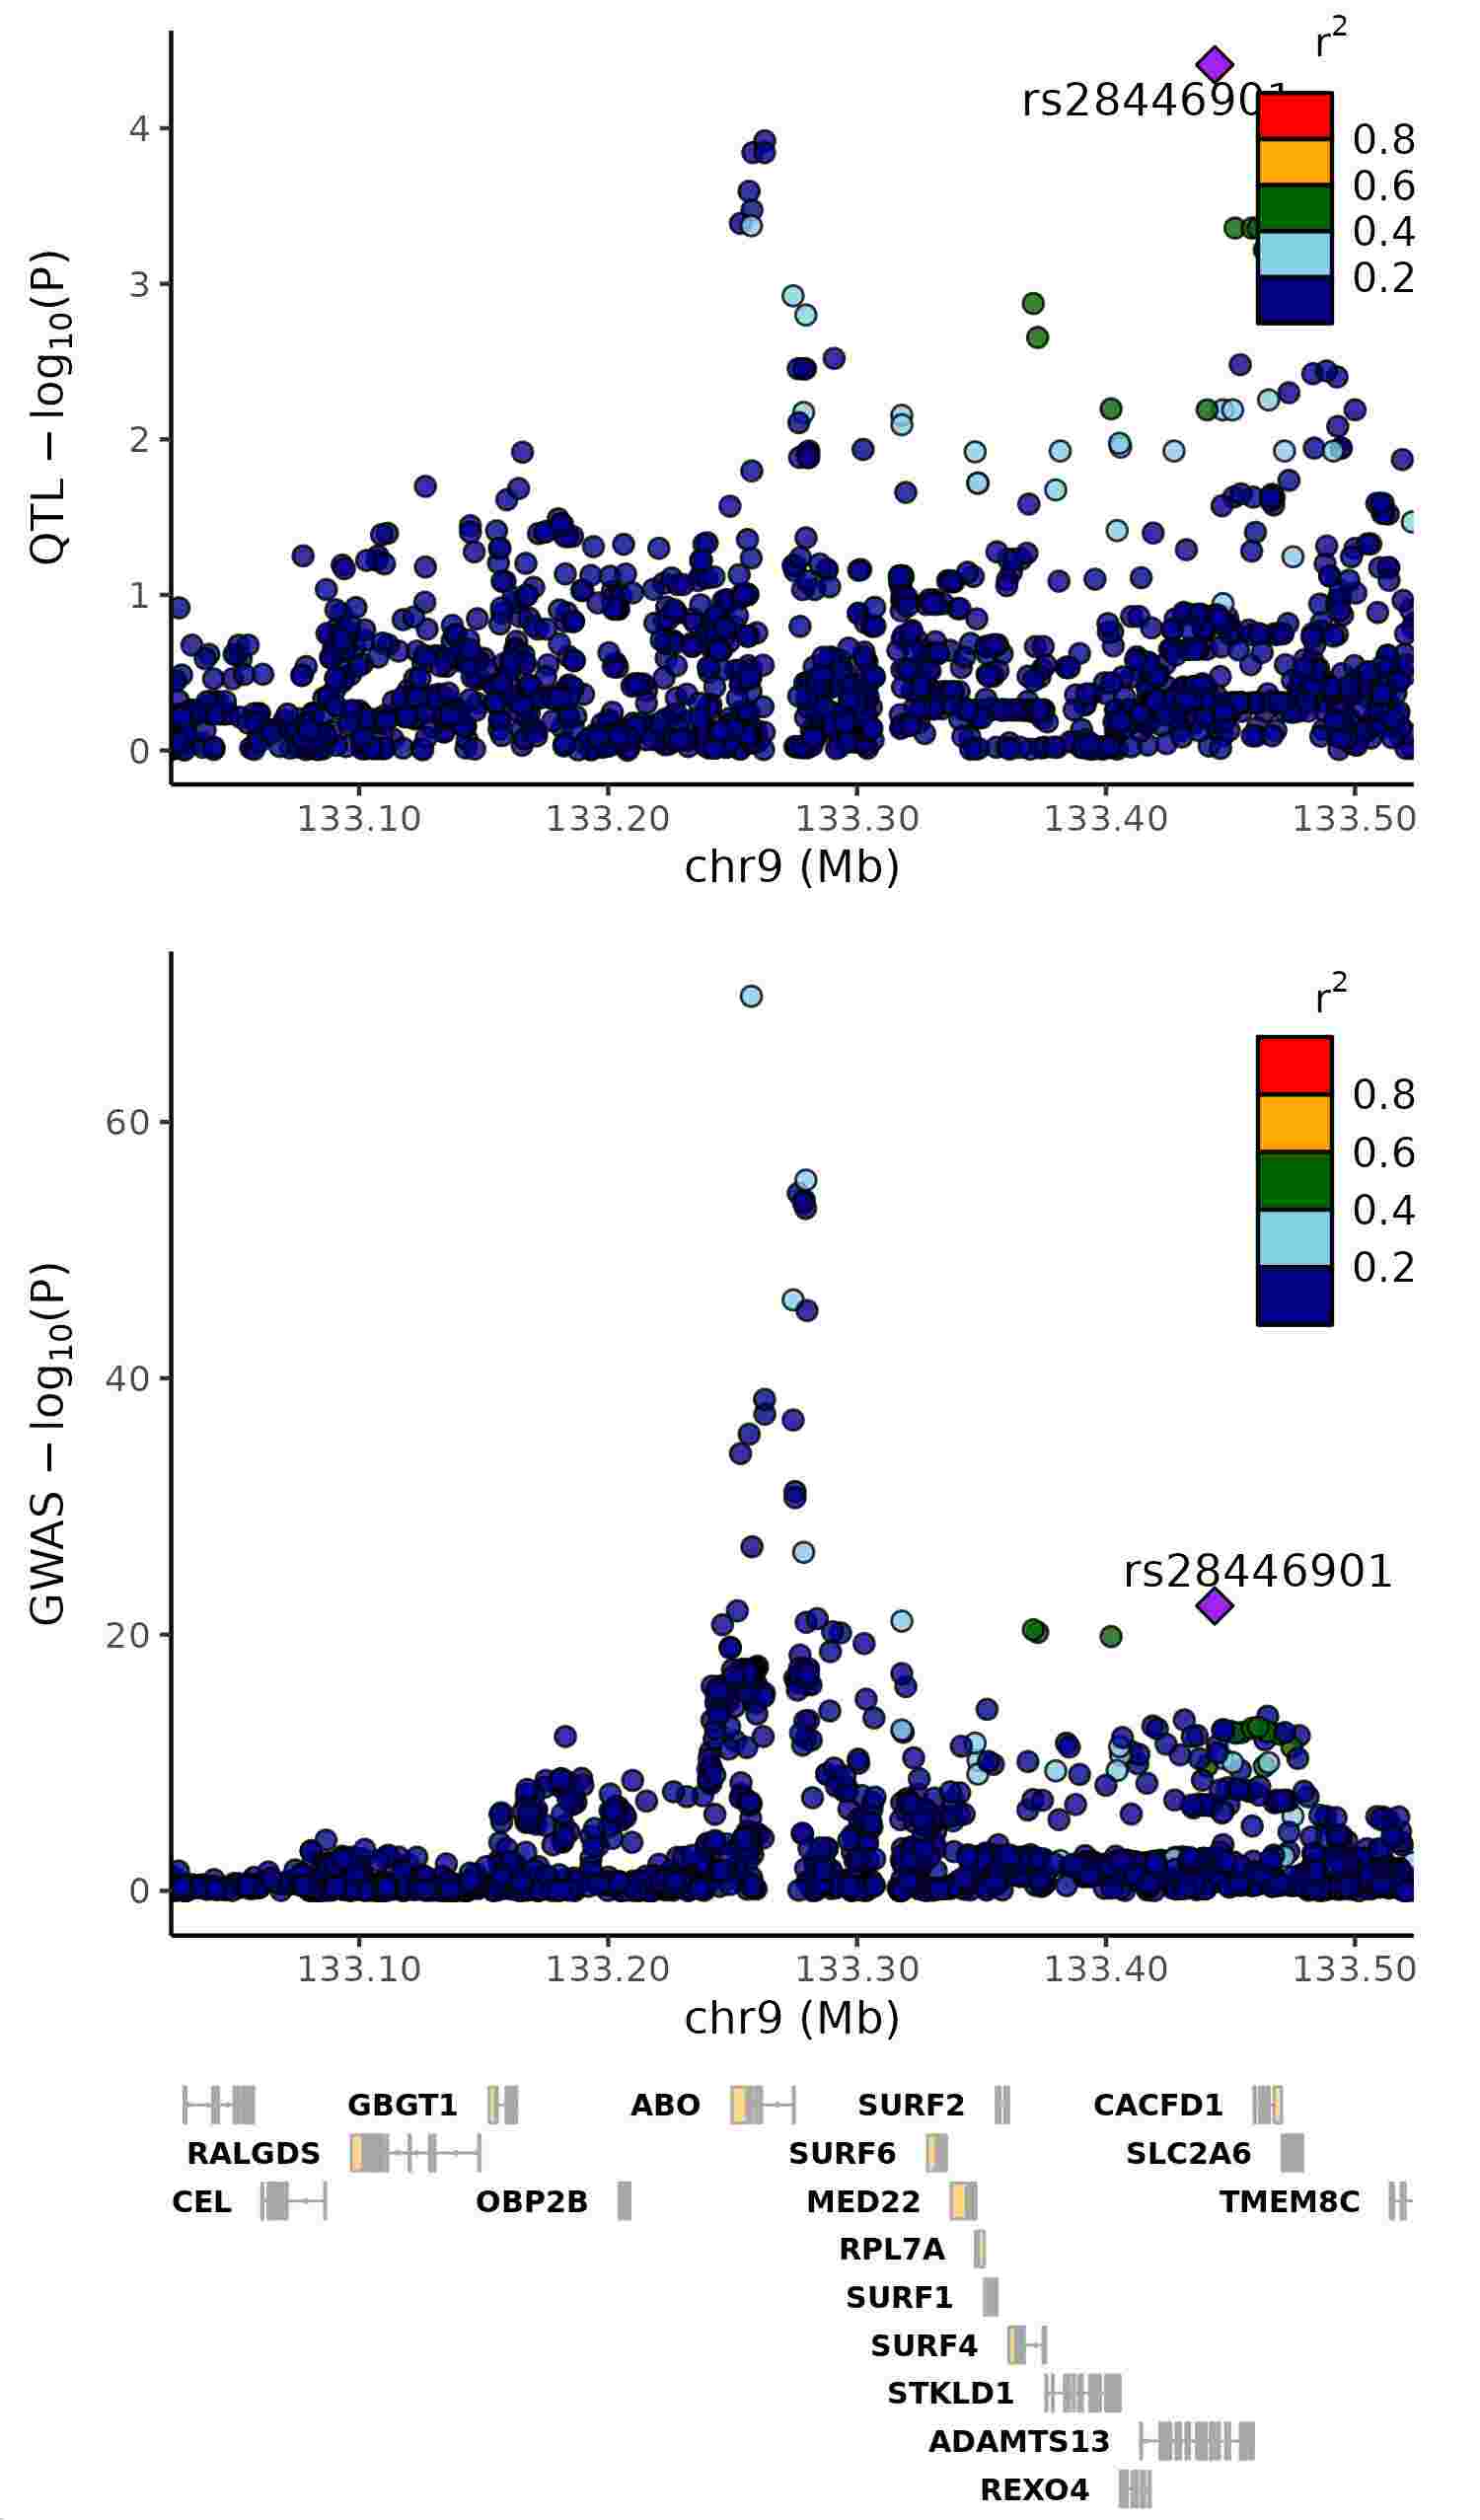 r²
rs28446901
0.8
0.6
0.4
0.2
4
3
2
1
0
QTL −log₁₀(P)
133.10 133.20 133.30 133.40 133.50
chr9 (Mb)
r²
0.8
0.6
0.4
0.2
60
40
20
0
GWAS −log₁₀(P)
rs28446901
133.10 133.20 133.30 133.40 133.50
chr9 (Mb)
GBGT1 ABO SURF2 CACFD1
RALGDS SURF6 SLC2A6
CEL OBP2B MED22 TMEM8C
RPL7A
SURF1
SURF4
STKLD1
ADAMTS13
REXO4